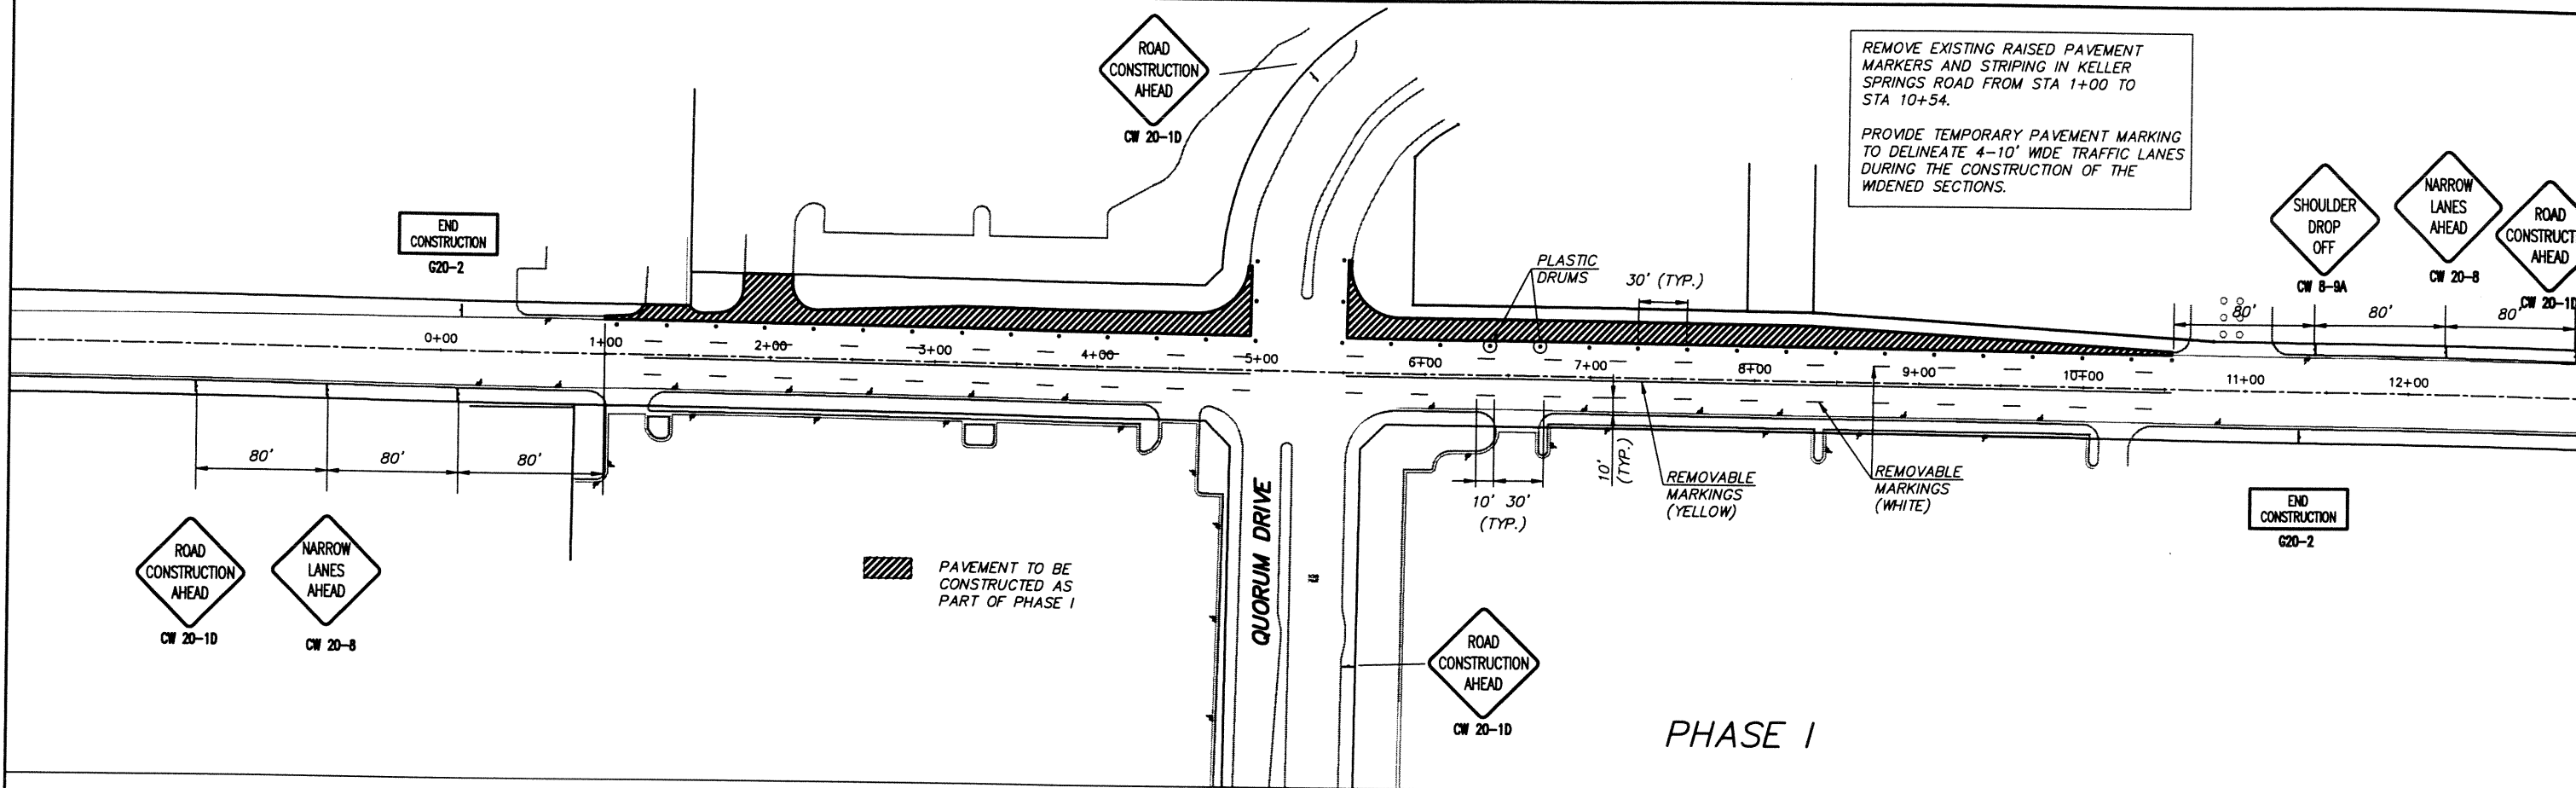 ROAD
CONSTRUCTION
AHEAD
CW 20-1D
REMOVE EXISTING RAISED PAVEMENT
MARKERS AND STRIPING IN KELLER
SPRINGS ROAD FROM STA 1+00 TO
STA 10+54.
PROVIDE TEMPORARY PAVEMENT MARKING
TO DELINEATE 4-10' WIDE TRAFFIC LANES
DURING THE CONSTRUCTION OF THE
WIDENED SECTIONS.
SHOULDER
DROP
OFF
CW 8-9A
NARROW
LANES
AHEAD
CW 20-8
ROAD
CONSTRUCT
AHEAD
CW 20-1D
END
CONSTRUCTION
G20-2
PLASTIC
DRUMS
30' (TYP.)
80'
80'
80'
0+00
1+00
2+00
3+00
4+00
5+00
6+00
7+00
8+00
9+00
10+00
11+00
12+00
80'
80'
80'
10'
(TYP.)
10' 30'
(TYP.)
REMOVABLE
MARKINGS
(YELLOW)
REMOVABLE
MARKINGS
(WHITE)
END
CONSTRUCTION
G20-2
ROAD
CONSTRUCTION
AHEAD
CW 20-1D
NARROW
LANES
AHEAD
CW 20-8
PAVEMENT TO BE
CONSTRUCTED AS
PART OF PHASE I
QUORUM DRIVE
ROAD
CONSTRUCTION
AHEAD
CW 20-1D
PHASE I